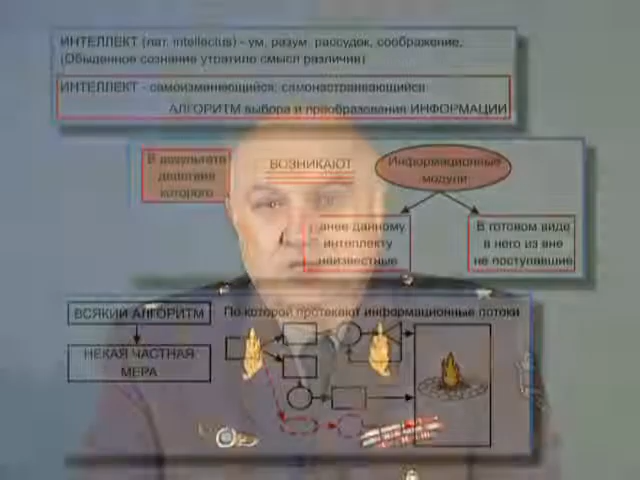 ИНТЕЛЛЕКТ (лат. intellectus) - ум, разум, рассудок, соображение,
(Обыденное сознание утратило смысл различия)
ИНТЕЛЛЕКТ - самоизменяющийся; самонастраивающийся
АЛГОРИТМ выбора и преобразования ИНФОРМАЦИИ
В результате
действия
которого
ВОЗНИКАЮТ
Информационные
модули
ранее данному
интеллекту
неизвестные
В готовом виде
в него из вне
не поступавшие
ВСЯКИЙ АЛГОРИТМ
НЕКАЯ ЧАСТНАЯ
МЕРА
По которой протекают информационные потоки